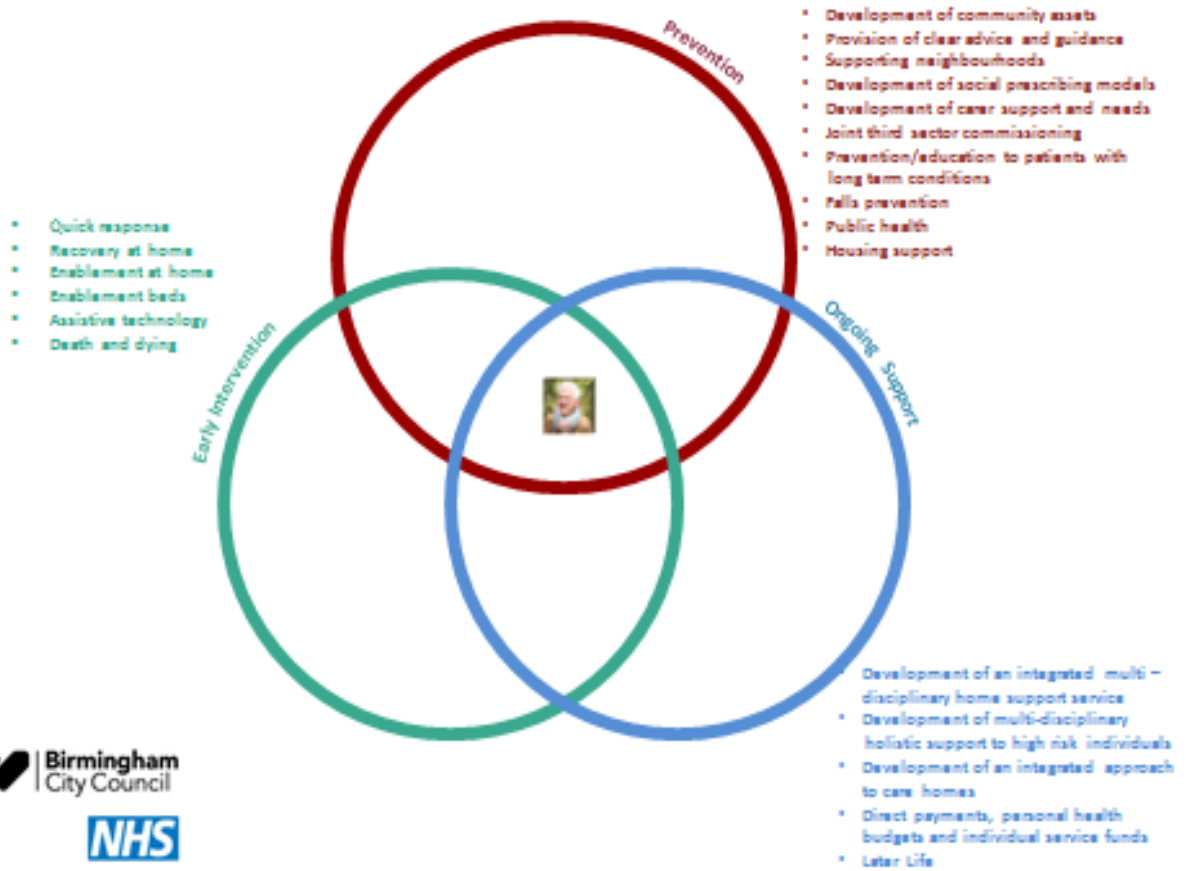 Prevention
• Development of community assets
• Provision of clear advice and guidance
• Supporting neighbourhoods
• Development of social prescribing models
• Development of carer support and needs
• Joint third sector commissioning
• Prevention/education to patients with
long term conditions
• Falls prevention
• Public health
• Housing support
• Quick response
• Recovery at home
• Enablement at home
• Enablement beds
• Assistive technology
• Death and dying
Early Intervention
Ongoing Support
• Development of an integrated multi –
disciplinary home support service
• Development of multi-disciplinary
holistic support to high risk individuals
• Development of an integrated approach
to care homes
• Direct payments, personal health
budgets and individual service funds
• Later Life
Birmingham
City Council
NHS